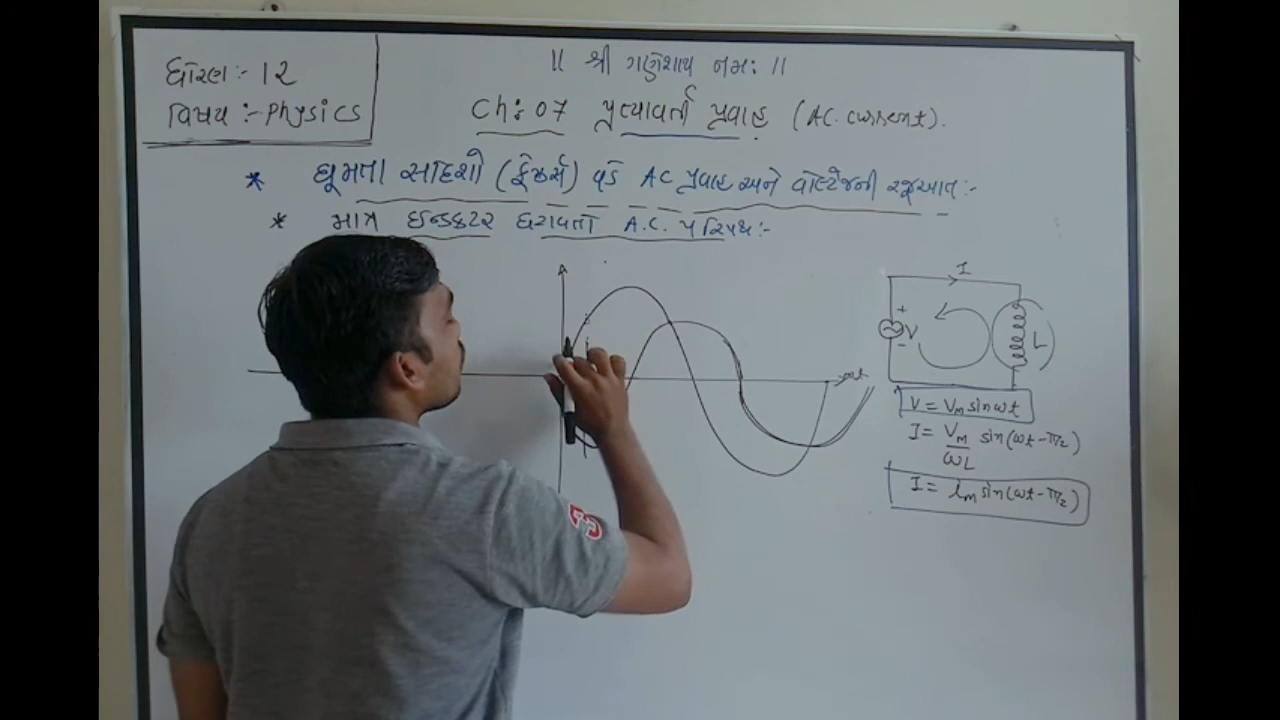 ધોરણ :- 12
વિષય :- Physics
|| શ્રી ગણેશાય નમઃ ||
Ch: 07 પ્રત્યાવર્તી પ્રવાહ (A.C. current).
* ઘૂમતા સદિશો (ફેઝર્સ) વડે AC પ્રવાહ અને વોલ્ટેજની રજૂઆત :-
* માત્ર ઇન્ડક્ટર ધરાવતો A.C. પરિપથ :-
I
+
V
-
L
ωt
V = Vm sin ωt
I = Vm/ωL sin(ωt - π/2)
I = Im sin(ωt - π/2)
3